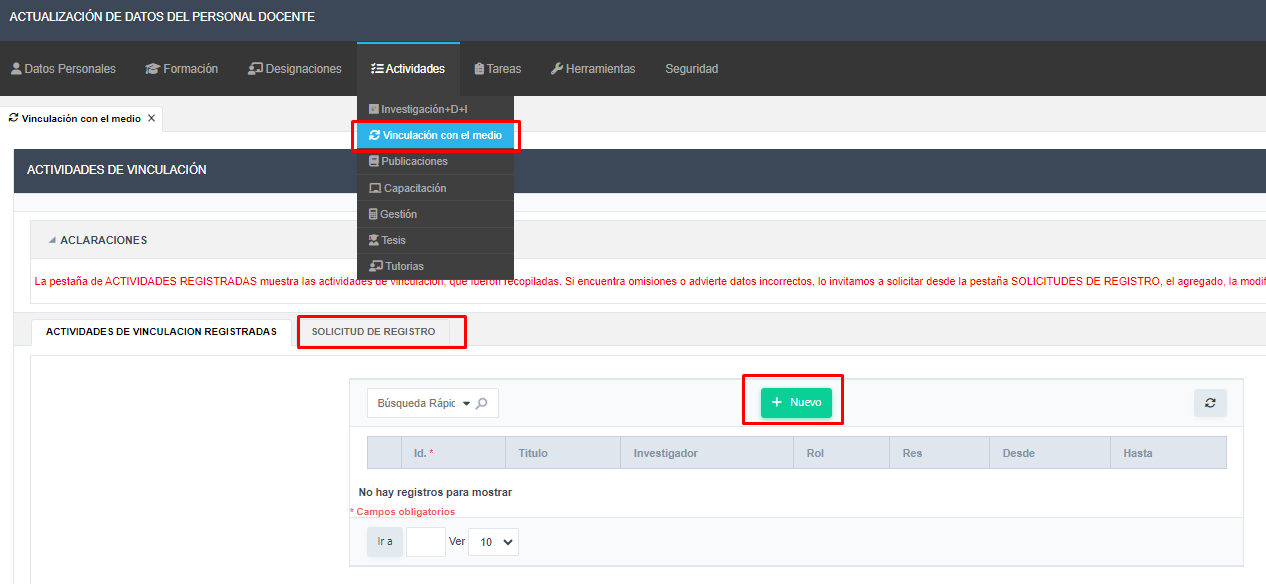 ACTUALIZACIÓN DE DATOS DEL PERSONAL DOCENTE
Datos Personales Formación Designaciones Actividades Tareas Herramientas Seguridad
Investigación+D+I
Vinculación con el medio
Vinculación con el medio
Publicaciones
Capacitación
Gestión
Tesis
Tutorias
ACTIVIDADES DE VINCULACIÓN
ACLARACIONES
La pestaña de ACTIVIDADES REGISTRADAS muestra las actividades de vinculación, que fueron recopiladas. Si encuentra omisiones o advierte datos incorrectos, lo invitamos a solicitar desde la pestaña SOLICITUDES DE REGISTRO, el agregado, la modif
ACTIVIDADES DE VINCULACION REGISTRADAS SOLICITUD DE REGISTRO
Búsqueda Rápic + Nuevo
Id. * Titulo Investigador Rol Res Desde Hasta
No hay registros para mostrar
* Campos obligatorios
Ir a Ver 10